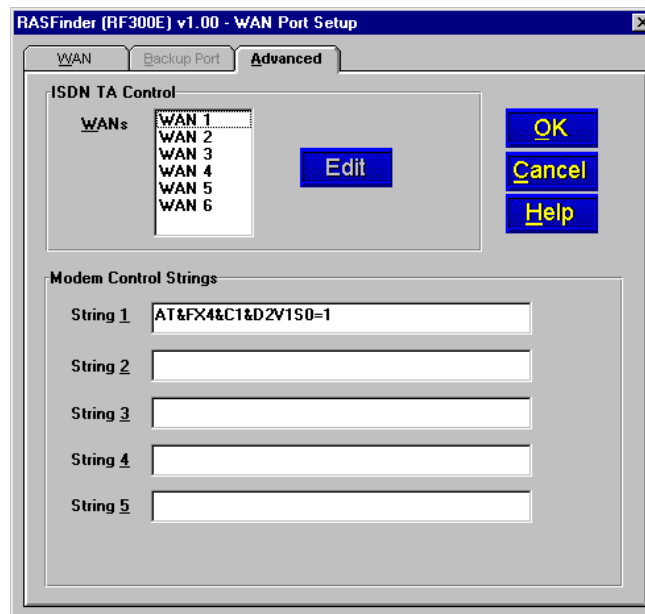 RASFinder (RF300E) v1.00 - WAN Port Setup
WAN
Backup Port
Advanced
ISDN TA Control
WANs
WAN 1
WAN 2
WAN 3
WAN 4
WAN 5
WAN 6
Edit
OK
Cancel
Help
Modem Control Strings
String 1
AT&FX4&C1&D2V1S0=1
String 2
String 3
String 4
String 5